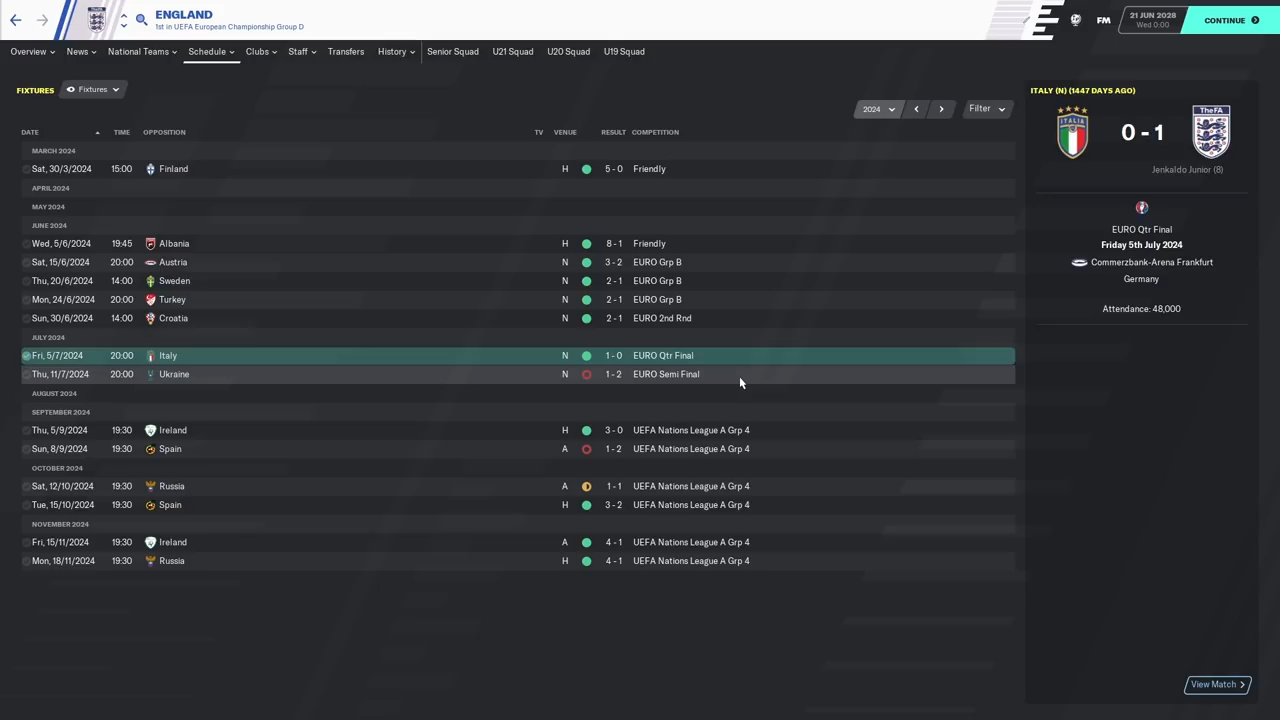 ENGLAND
1st in UEFA European Championship Group D
FM
21 JUN 2028
Wed 0:00
CONTINUE
Overview News National Teams Schedule Clubs Staff Transfers History Senior Squad U21 Squad U20 Squad U19 Squad
FIXTURES Fixtures
2024 Filter
DATE TIME OPPOSITION TV VENUE RESULT COMPETITION
MARCH 2024
Sat, 30/3/2024 15:00 Finland H 5 - 0 Friendly
APRIL 2024
MAY 2024
JUNE 2024
Wed, 5/6/2024 19:45 Albania H 8 - 1 Friendly
Sat, 15/6/2024 20:00 Austria N 3 - 2 EURO Grp B
Thu, 20/6/2024 14:00 Sweden N 2 - 1 EURO Grp B
Mon, 24/6/2024 20:00 Turkey N 2 - 1 EURO Grp B
Sun, 30/6/2024 14:00 Croatia N 2 - 1 EURO 2nd Rnd
JULY 2024
Fri, 5/7/2024 20:00 Italy N 1 - 0 EURO Qtr Final
Thu, 11/7/2024 20:00 Ukraine N 1 - 2 EURO Semi Final
AUGUST 2024
SEPTEMBER 2024
Thu, 5/9/2024 19:30 Ireland H 3 - 0 UEFA Nations League A Grp 4
Sun, 8/9/2024 19:30 Spain A 1 - 2 UEFA Nations League A Grp 4
OCTOBER 2024
Sat, 12/10/2024 19:30 Russia A 1 - 1 UEFA Nations League A Grp 4
Tue, 15/10/2024 19:30 Spain H 3 - 2 UEFA Nations League A Grp 4
NOVEMBER 2024
Fri, 15/11/2024 19:30 Ireland A 4 - 1 UEFA Nations League A Grp 4
Mon, 18/11/2024 19:30 Russia H 4 - 1 UEFA Nations League A Grp 4
ITALY (N) (1447 DAYS AGO)
ITALIA
TheFA
0 - 1
Jenkaldo Junior (8)
EURO Qtr Final
Friday 5th July 2024
Commerzbank-Arena Frankfurt
Germany
Attendance: 48,000
View Match